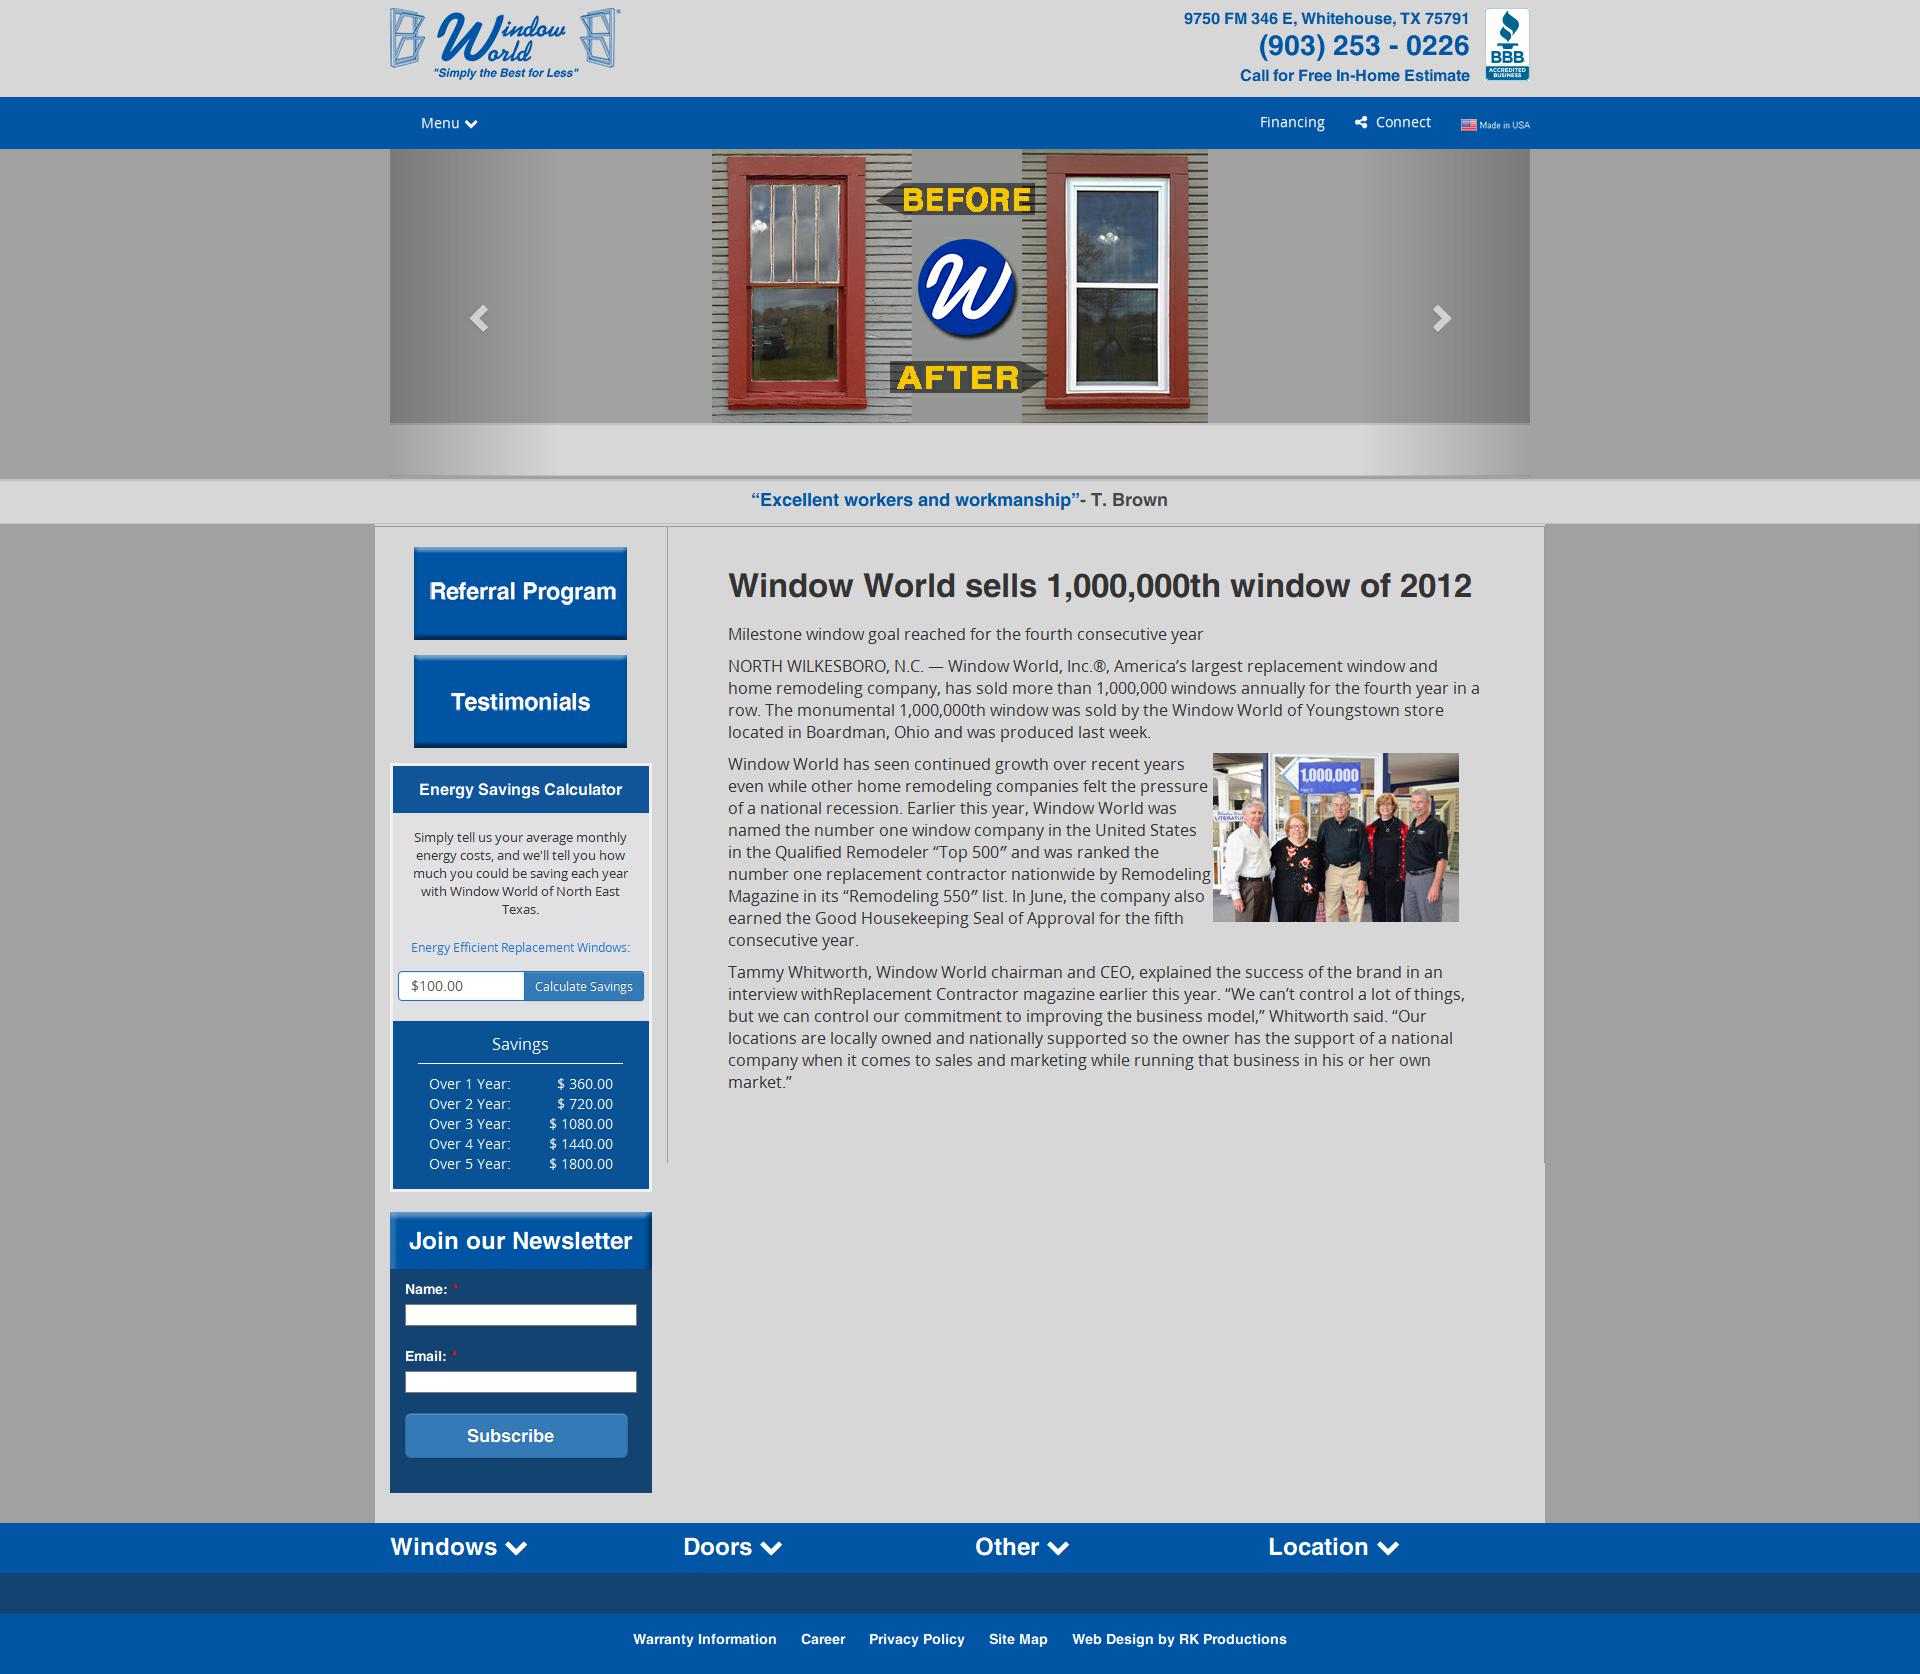 Window World
"Simply the Best for Less"
9750 FM 346 E, Whitehouse, TX 75791
(903) 253 - 0226
Call for Free In-Home Estimate
BBB
ACCREDITED
BUSINESS
Menu
Financing
Connect
Made in USA
BEFORE
W
AFTER
“Excellent workers and workmanship”- T. Brown
Referral Program
Testimonials
Energy Savings Calculator
Simply tell us your average monthly
energy costs, and we'll tell you how
much you could be saving each year
with Window World of North East
Texas.
Energy Efficient Replacement Windows:
$100.00
Calculate Savings
Savings
Over 1 Year: $ 360.00
Over 2 Year: $ 720.00
Over 3 Year: $ 1080.00
Over 4 Year: $ 1440.00
Over 5 Year: $ 1800.00
Join our Newsletter
Name: *
Email: *
Subscribe
Window World sells 1,000,000th window of 2012
Milestone window goal reached for the fourth consecutive year
NORTH WILKESBORO, N.C. — Window World, Inc.®, America’s largest replacement window and
home remodeling company, has sold more than 1,000,000 windows annually for the fourth year in a
row. The monumental 1,000,000th window was sold by the Window World of Youngstown store
located in Boardman, Ohio and was produced last week.
Window World has seen continued growth over recent years
even while other home remodeling companies felt the pressure
of a national recession. Earlier this year, Window World was
named the number one window company in the United States
in the Qualified Remodeler “Top 500″ and was ranked the
number one replacement contractor nationwide by Remodeling
Magazine in its “Remodeling 550″ list. In June, the company also
earned the Good Housekeeping Seal of Approval for the fifth
consecutive year.
1,000,000
LITERATU
Tammy Whitworth, Window World chairman and CEO, explained the success of the brand in an
interview withReplacement Contractor magazine earlier this year. “We can’t control a lot of things,
but we can control our commitment to improving the business model,” Whitworth said. “Our
locations are locally owned and nationally supported so the owner has the support of a national
company when it comes to sales and marketing while running that business in his or her own
market.”
Windows
Doors
Other
Location
Warranty Information
Career
Privacy Policy
Site Map
Web Design by RK Productions